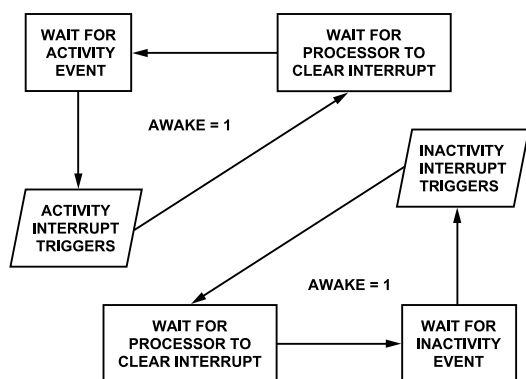 WAIT FOR
ACTIVITY
EVENT
WAIT FOR
PROCESSOR TO
CLEAR INTERRUPT
AWAKE = 1
ACTIVITY
INTERRUPT
TRIGGERS
INACTIVITY
INTERRUPT
TRIGGERS
AWAKE = 1
WAIT FOR
PROCESSOR TO
CLEAR INTERRUPT
WAIT FOR
INACTIVITY
EVENT